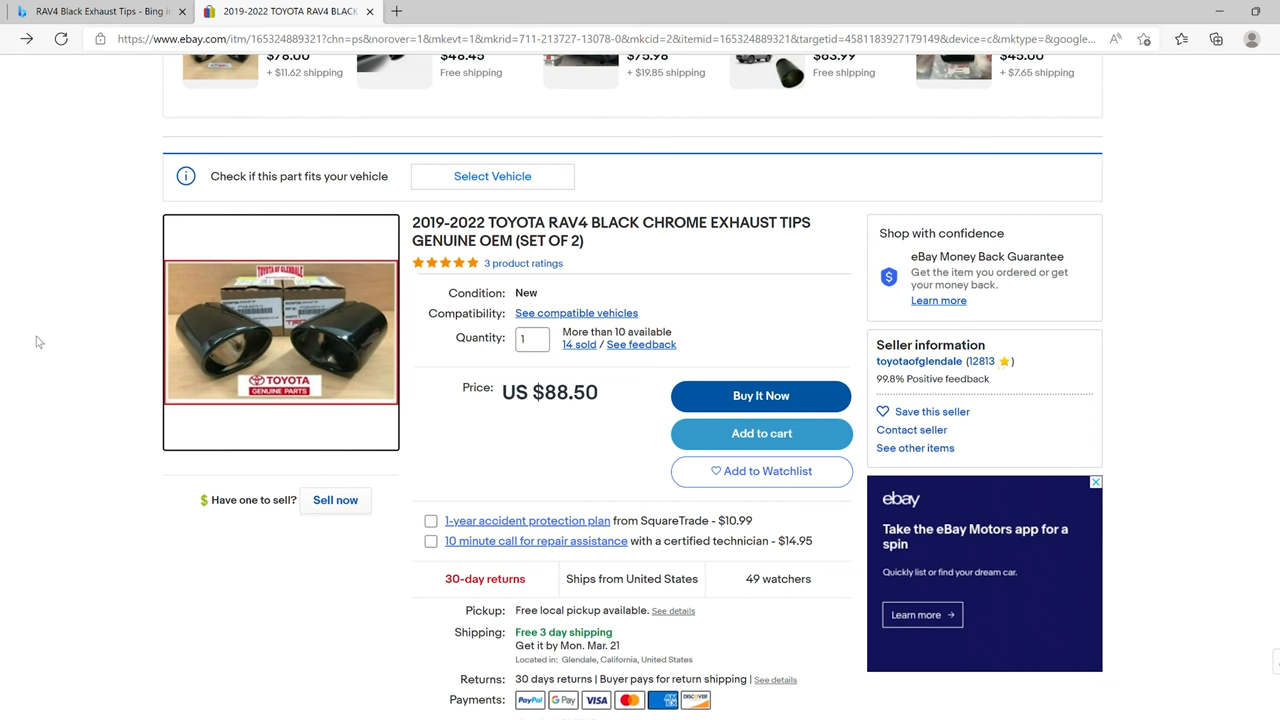 RAV4 Black Exhaust Tips - Bing i
2019-2022 TOYOTA RAV4 BLACK
https://www.ebay.com/itm/165324889321?chn=ps&norover=1&mkevt=1&mkrid=711-213727-13078-0&mkcid=2&itemid=165324889321&targetid=4581183927179149&device=c&mktype=&google...
$78.00
+ $11.62 shipping
$48.45
Free shipping
$75.98
+ $19.85 shipping
$63.99
Free shipping
$45.00
+ $7.65 shipping
Check if this part fits your vehicle
Select Vehicle
TOYOTA OF GLENDALE
TOYOTA
GENUINE PARTS
Have one to sell?
Sell now
2019-2022 TOYOTA RAV4 BLACK CHROME EXHAUST TIPS
GENUINE OEM (SET OF 2)
3 product ratings
Condition: New
Compatibility: See compatible vehicles
Quantity: 1
More than 10 available
14 sold / See feedback
Price: US $88.50
Buy It Now
Add to cart
Add to Watchlist
1-year accident protection plan from SquareTrade - $10.99
10 minute call for repair assistance with a certified technician - $14.95
30-day returns
Ships from United States
49 watchers
Pickup: Free local pickup available. See details
Shipping: Free 3 day shipping
Get it by Mon. Mar. 21
Located in: Glendale, California, United States
Returns: 30 days returns | Buyer pays for return shipping | See details
Payments: PayPal G Pay VISA DISCOVER
Shop with confidence
eBay Money Back Guarantee
Get the item you ordered or get
your money back.
Learn more
Seller information
toyotaofglendale (12813 )
99.8% Positive feedback
Save this seller
Contact seller
See other items
ebay
Take the eBay Motors app for a
spin
Quickly list or find your dream car.
Learn more →